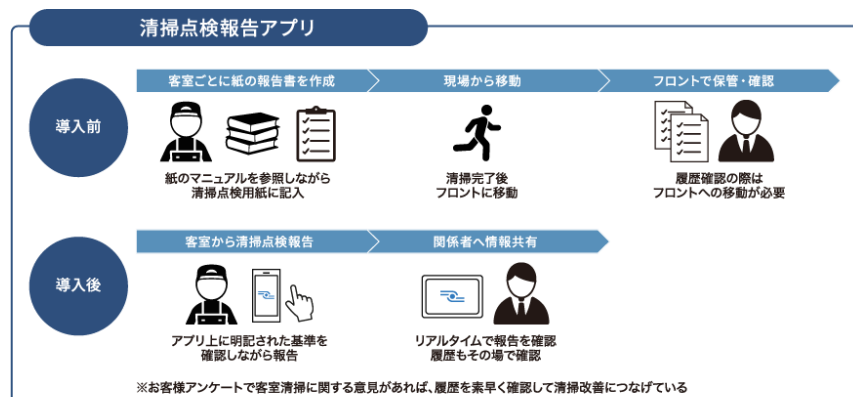 清掃点検報告アプリ
導入前
客室ごとに紙の報告書を作成
現場から移動
フロントで保管・確認
紙のマニュアルを参照しながら
清掃点検用紙に記入
清掃完了後
フロントに移動
履歴確認の際は
フロントへの移動が必要
導入後
客室から清掃点検報告
関係者へ情報共有
アプリ上に明記された基準を
確認しながら報告
リアルタイムで報告を確認
履歴もその場で確認
※お客様アンケートで客室清掃に関する意見があれば、履歴を素早く確認して清掃改善につなげている